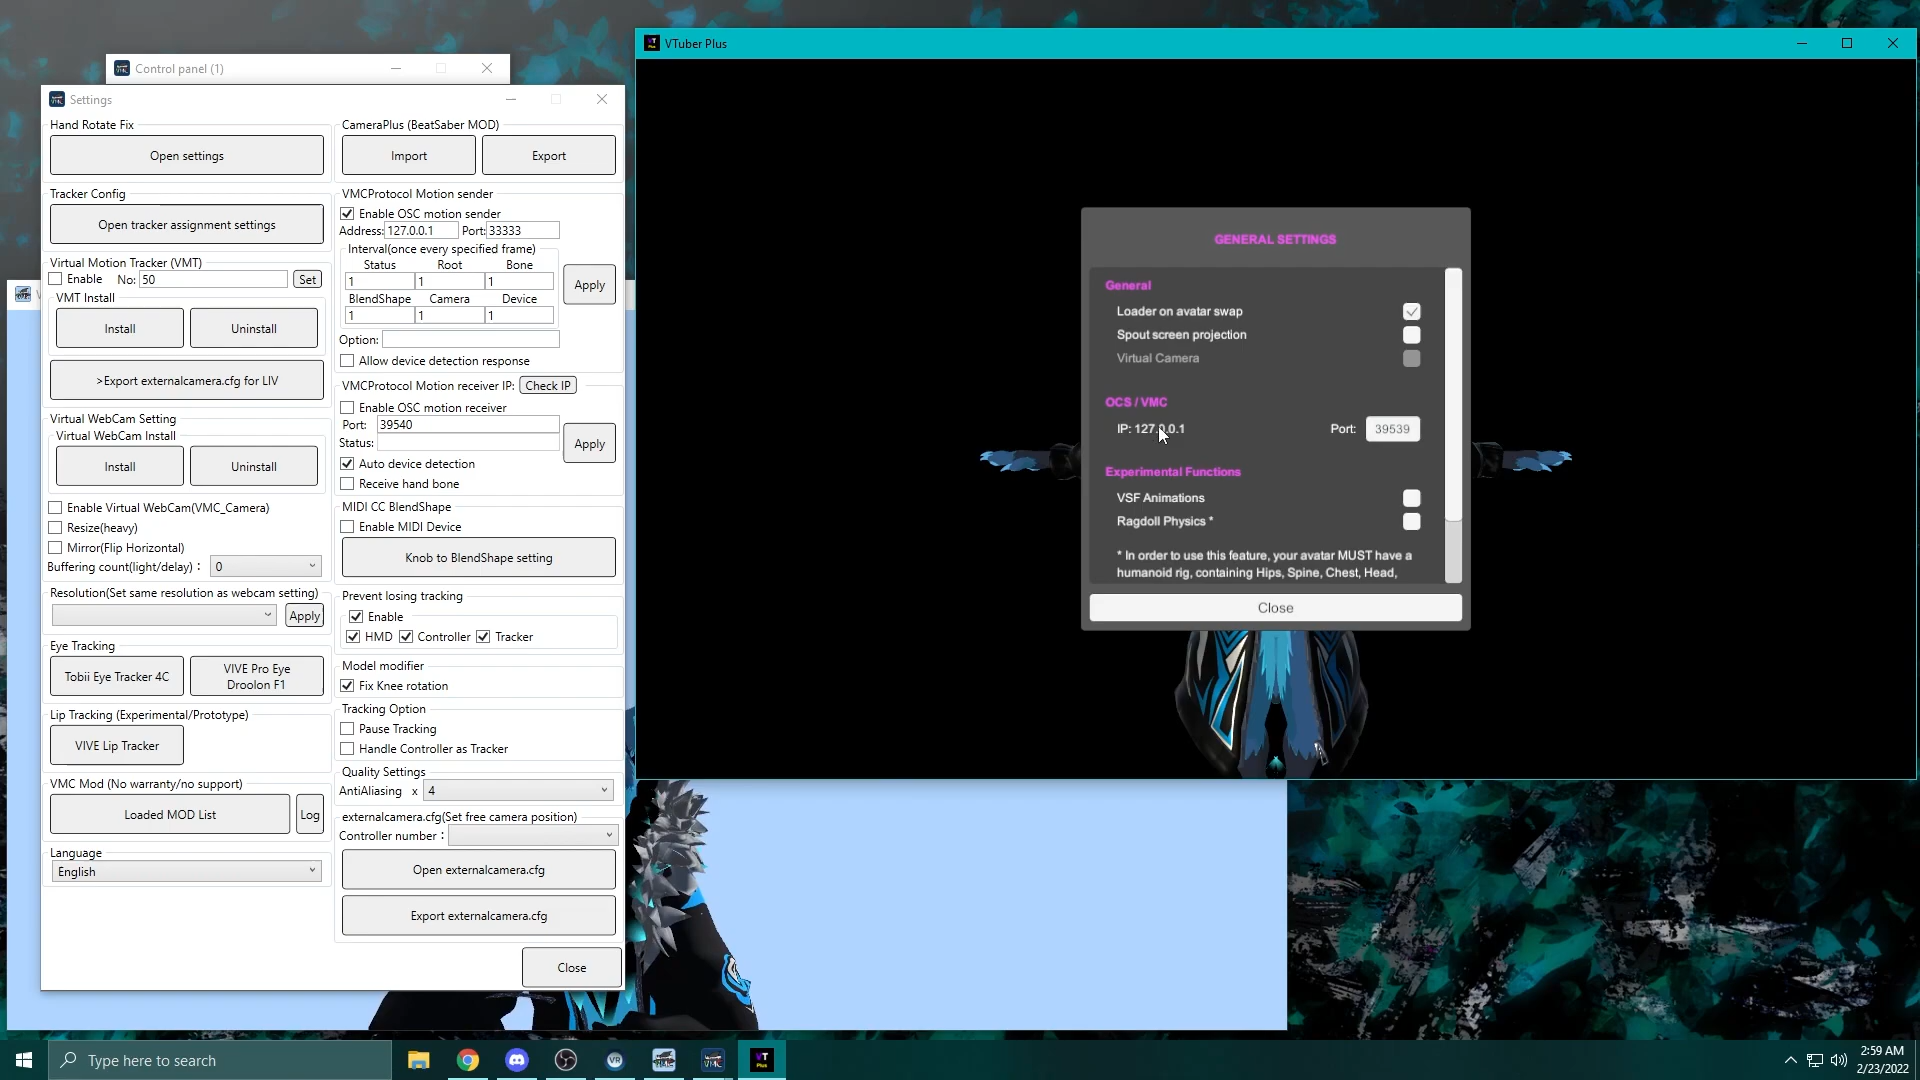 Control panel (1)
Settings
Hand Rotate Fix
Open settings
Tracker Config
Open tracker assignment settings
Virtual Motion Tracker (VMT)
Enable No: 50 Set
VMT Install
Install Uninstall
>Export externalcamera.cfg for LIV
Virtual WebCam Setting
Virtual WebCam Install
Install Uninstall
Enable Virtual WebCam(VMC_Camera)
Resize(heavy)
Mirror(Flip Horizontal)
Buffering count(light/delay) : 0
Resolution(Set same resolution as webcam setting)
Apply
Eye Tracking
Tobii Eye Tracker 4C
VIVE Pro Eye
Droolon F1
Lip Tracking (Experimental/Prototype)
VIVE Lip Tracker
VMC Mod (No warranty/no support)
Loaded MOD List Log
Language
English
CameraPlus (BeatSaber MOD)
Import Export
VMCProtocol Motion sender
Enable OSC motion sender
Address: 127.0.0.1 Port: 33333
Interval(once every specified frame)
Status Root Bone
1 1 1
BlendShape Camera Device
1 1 1
Apply
Option:
Allow device detection response
VMCProtocol Motion receiver IP: Check IP
Enable OSC motion receiver
Port: 39540
Status:
Apply
Auto device detection
Receive hand bone
MIDI CC BlendShape
Enable MIDI Device
Knob to BlendShape setting
Prevent losing tracking
Enable
HMD Controller Tracker
Model modifier
Fix Knee rotation
Tracking Option
Pause Tracking
Handle Controller as Tracker
Quality Settings
AntiAliasing x 4
externalcamera.cfg(Set free camera position)
Controller number :
Open externalcamera.cfg
Export externalcamera.cfg
Close
VTuber Plus
GENERAL SETTINGS
General
Loader on avatar swap
Spout screen projection
Virtual Camera
OCS / VMC
IP: 127.0.0.1 Port: 39539
Experimental Functions
VSF Animations
Ragdoll Physics *
* In order to use this feature, your avatar MUST have a
humanoid rig, containing Hips, Spine, Chest, Head,
Close
Type here to search
VR
VMC
VT
Plus
2:59 AM
2/23/2022